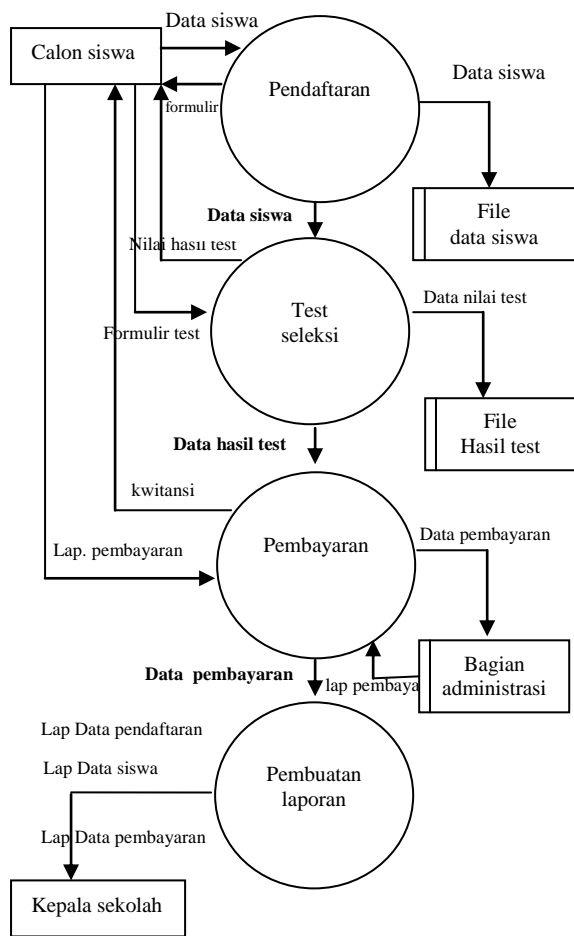 Data siswa
Calon siswa
Pendaftaran
Data siswa
formulir
Data siswa
File
data siswa
Nilai hasil test
Test
seleksi
Data nilai test
Formulir test
File
Hasil test
Data hasil test
kwitansi
Pembayaran
Data pembayaran
Lap. pembayaran
Bagian
administrasi
Data pembayaran
lap pembaya
Lap Data pendaftaran
Lap Data siswa
Pembuatan
laporan
Lap Data pembayaran
Kepala sekolah